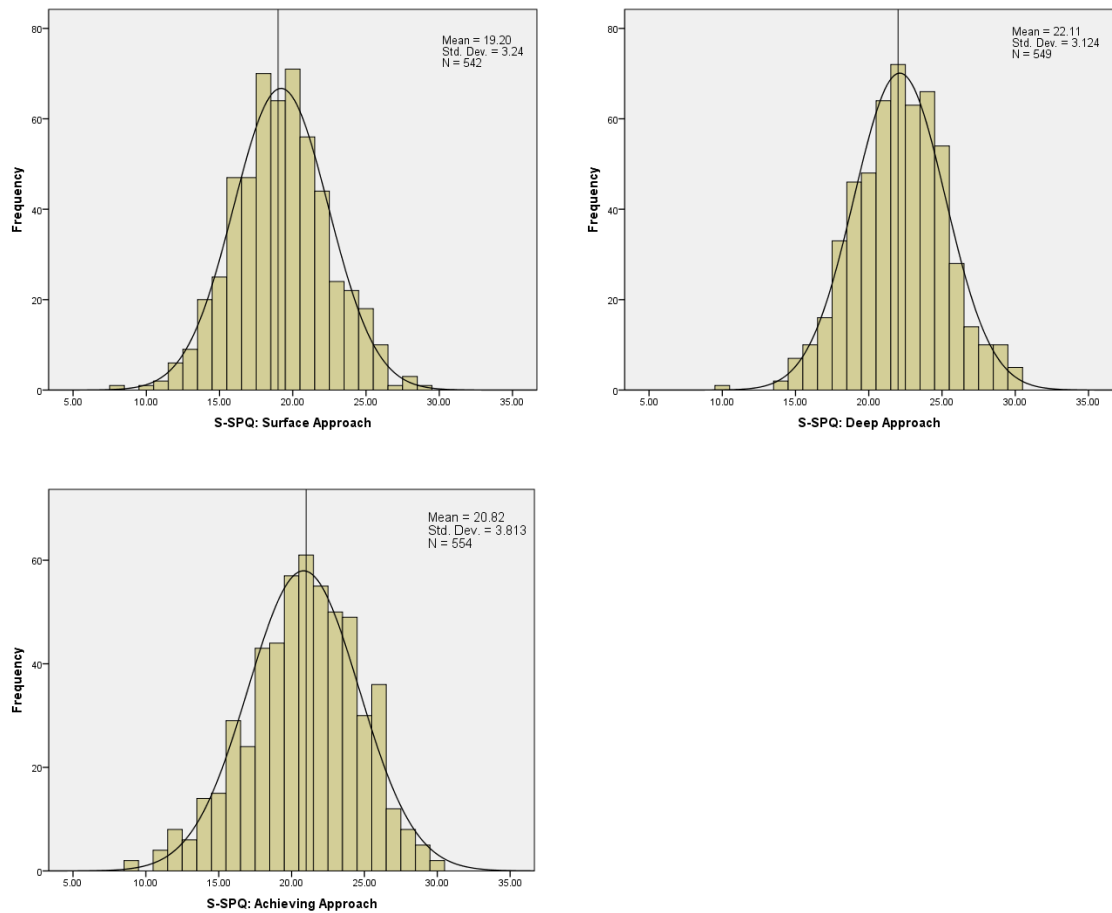 80
60
40
20
0
Frequency
Mean = 19.20
Std. Dev. = 3.24
N = 542
5.00 10.00 15.00 20.00 25.00 30.00 35.00
S-SPQ: Surface Approach
80
60
40
20
0
Frequency
Mean = 22.11
Std. Dev. = 3.124
N = 549
5.00 10.00 15.00 20.00 25.00 30.00 35.00
S-SPQ: Deep Approach
60
40
20
0
Frequency
Mean = 20.82
Std. Dev. = 3.813
N = 554
5.00 10.00 15.00 20.00 25.00 30.00 35.00
S-SPQ: Achieving Approach